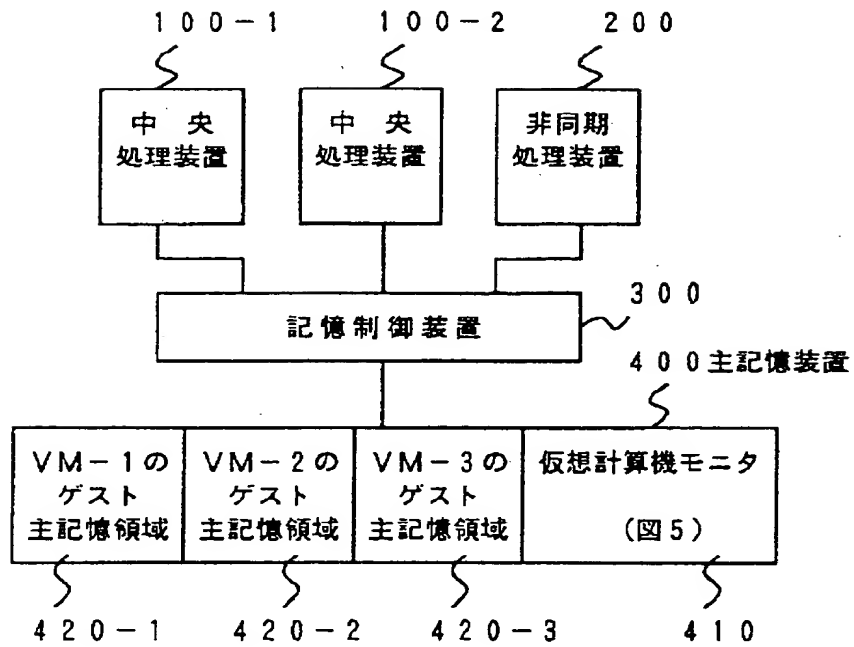 100-1
100-2
200
中央
処理装置
中央
処理装置
非同期
処理装置
記憶制御装置
300
400主記憶装置
VM-1の
ゲスト
主記憶領域
VM-2の
ゲスト
主記憶領域
VM-3の
ゲスト
主記憶領域
仮想計算機モニタ
(図5)
420-1
420-2
420-3
410